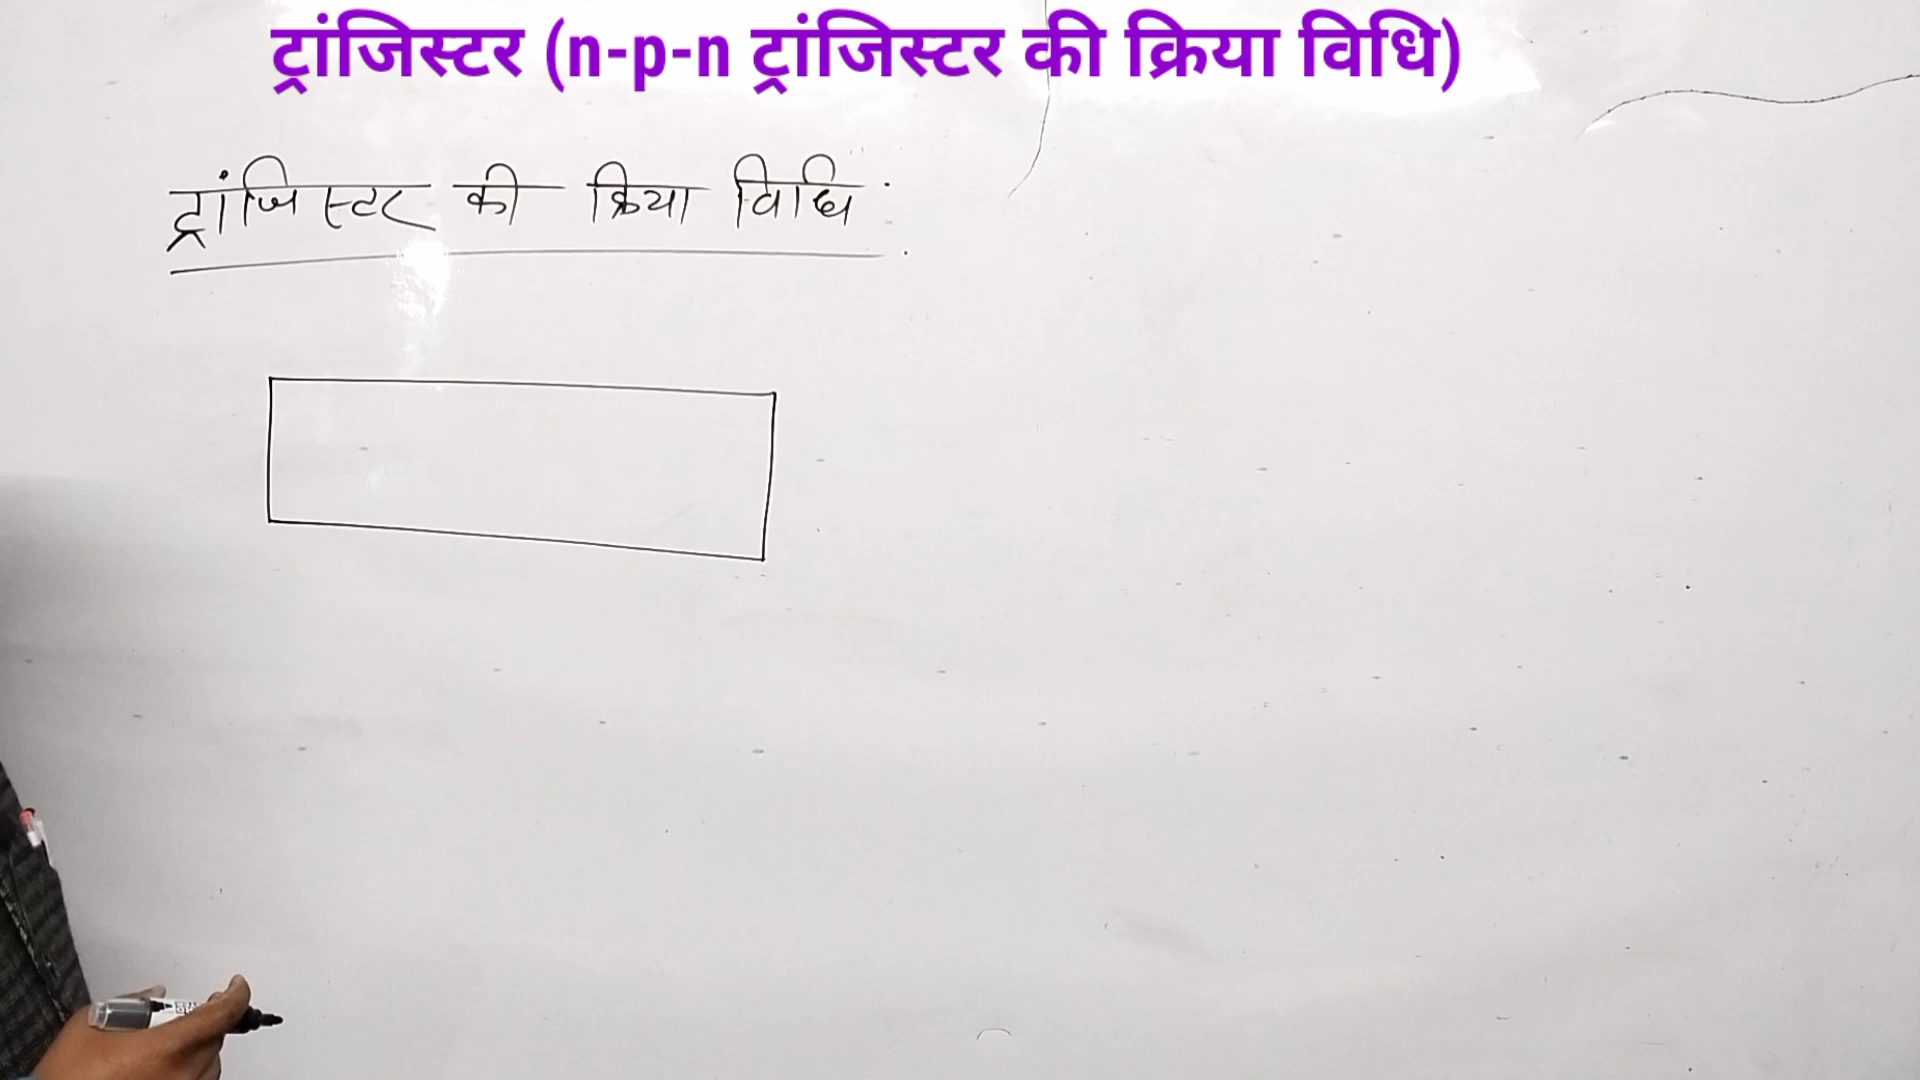 ट्रांजिस्टर (n-p-n ट्रांजिस्टर की क्रिया विधि)
ट्रांजिस्टर की क्रिया विधि :